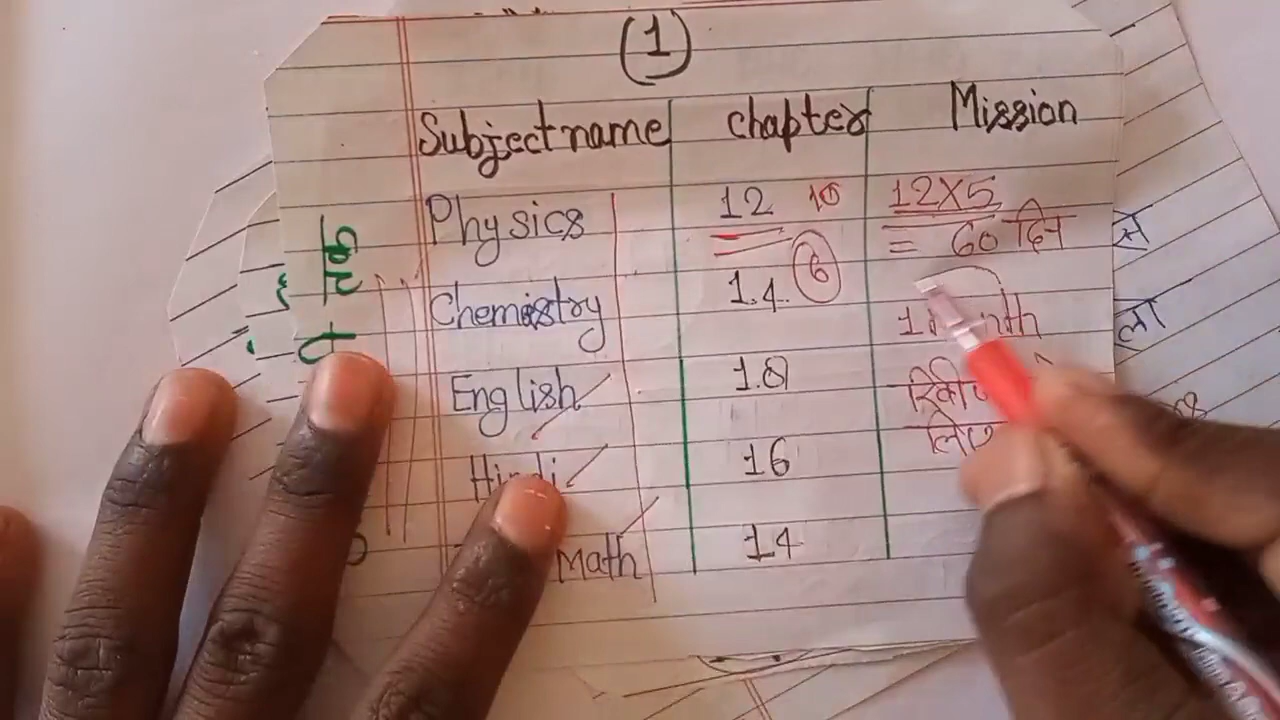 (1)
Subject name chapter Mission
Physics 12 10 12X5
= 60 दिन
Chemistry 14 6
1 Month
English 18
Hindi 16
Math 14
ला